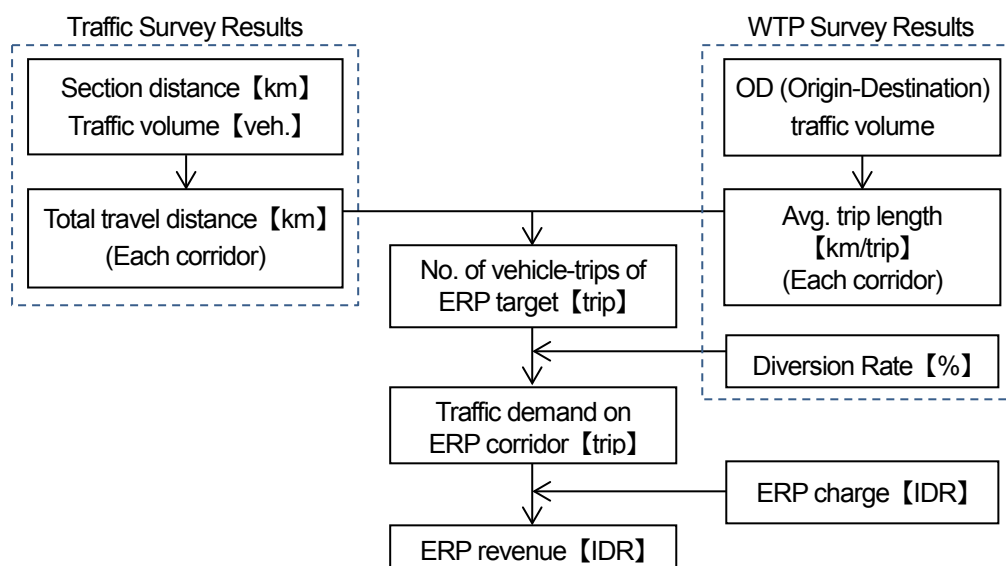 Traffic Survey Results
WTP Survey Results
Section distance【km】
Traffic volume【veh.】
OD (Origin-Destination)
traffic volume
Total travel distance【km】
(Each corridor)
Avg. trip length
【km/trip】
(Each corridor)
No. of vehicle-trips of
ERP target【trip】
Diversion Rate【%】
Traffic demand on
ERP corridor【trip】
ERP charge【IDR】
ERP revenue【IDR】